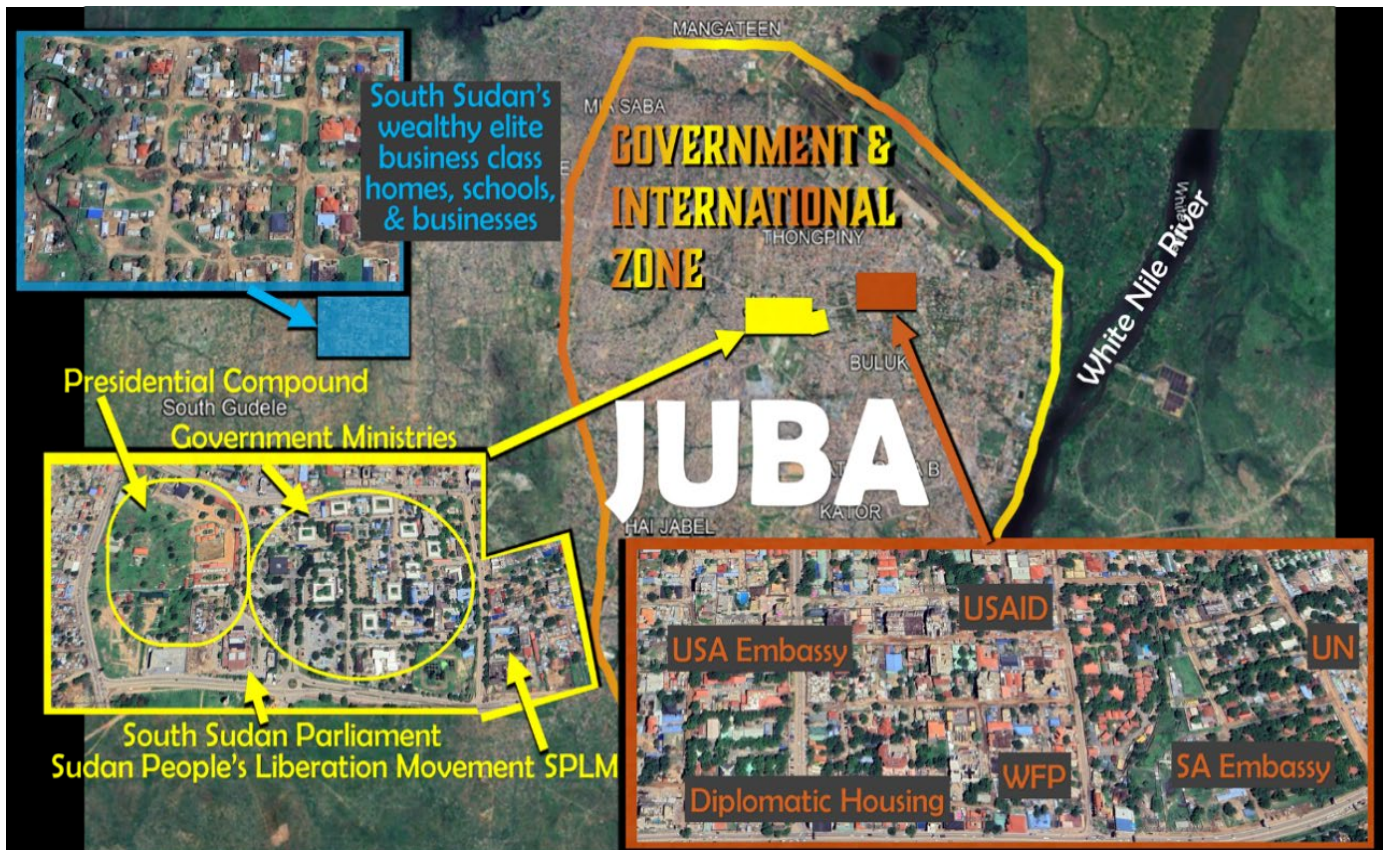 MANGATEEN
South Sudan's
wealthy elite
business class
homes, schools,
& businesses
GOVERNMENT &
INTERNATIONAL
ZONE
THONGPINY
White Nile River
BULUK
JUBA
KATOR
HAI JABEL
Presidential Compound
South Gudele
Government Ministries
South Sudan Parliament
Sudan People's Liberation Movement SPLM
USAID
USA Embassy
UN
WFP
SA Embassy
Diplomatic Housing